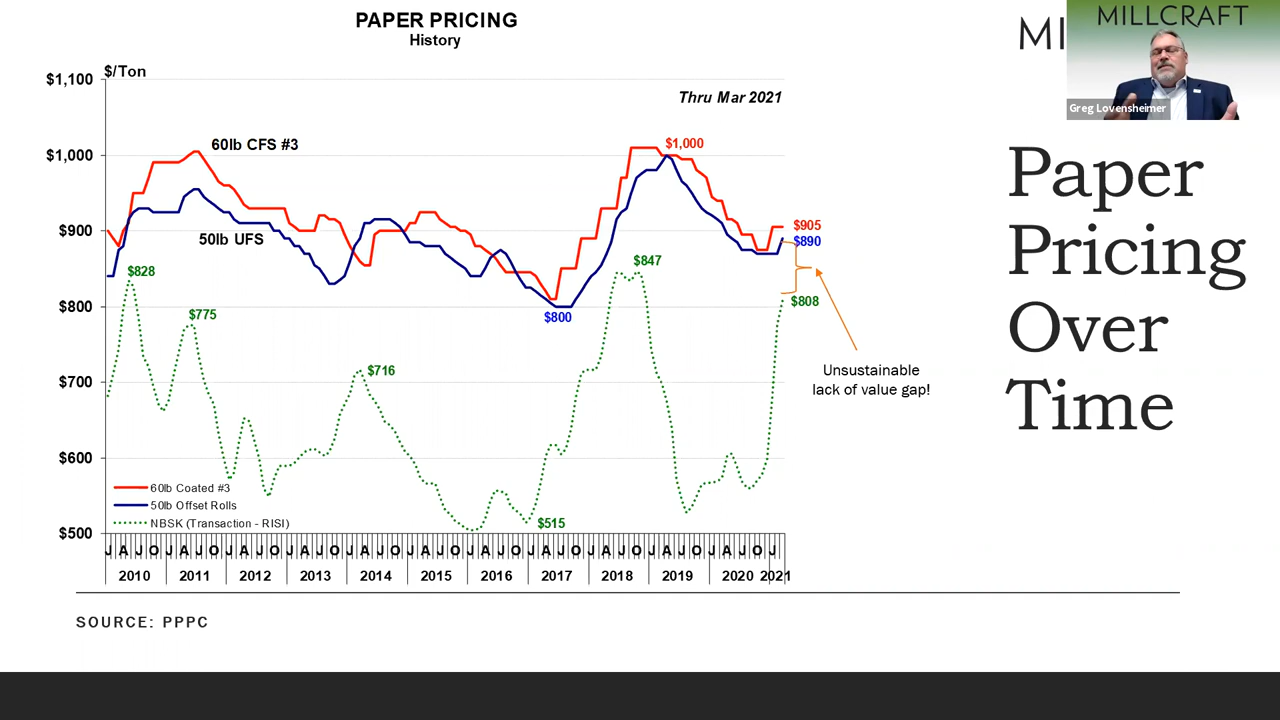 PAPER PRICING
History
$/Ton
Thru Mar 2021
$1,100
$1,000
$900
$800
$700
$600
$500
60lb CFS #3
50lb UFS
$828
$775
$716
$515
$800
$847
$1,000
$905
$890
$808
Unsustainable
lack of value gap!
60lb Coated #3
50lb Offset Rolls
NBSK (Transaction - RISI)
J A J O J A J O J A J O J A J O J A J O J A J O J A J O J A J O J A J O J A J O J A J O J
2010 2011 2012 2013 2014 2015 2016 2017 2018 2019 2020 2021
SOURCE: PPPC
MI
MILLCRAFT
Greg Lovensheimer
Paper
Pricing
Over
Time